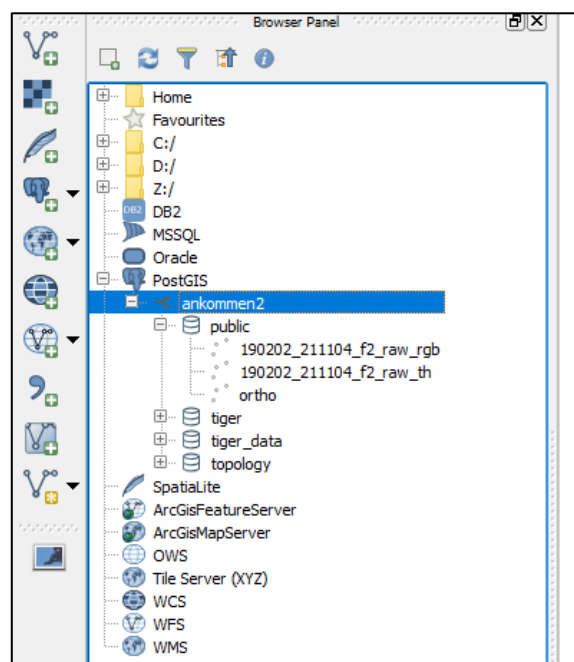 Browser Panel
Home
Favourites
C:/
D:/
Z:/
DB2 DB2
MSSQL
Oracle
PostGIS
ankommen2
public
190202_211104_f2_raw_rgb
190202_211104_f2_raw_th
ortho
tiger
tiger_data
topology
SpatiaLite
ArcGisFeatureServer
ArcGisMapServer
OWS
Tile Server (XYZ)
WCS
WFS
WMS